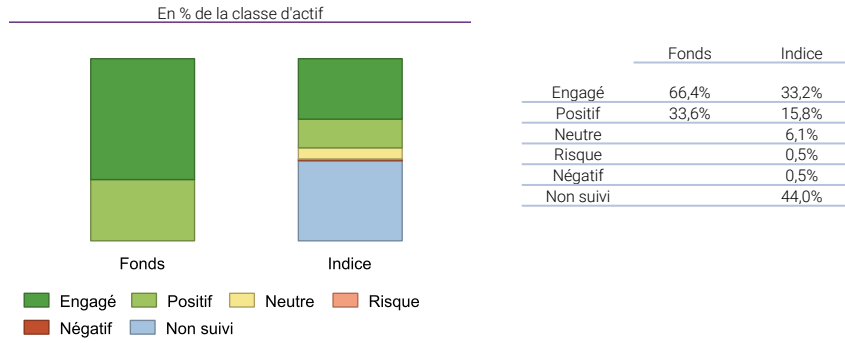 En % de la classe d'actif
Fonds Indice
Engagé Positif Neutre Risque
Négatif Non suivi
Fonds Indice
Engagé 66,4% 33,2%
Positif 33,6% 15,8%
Neutre 6,1%
Risque 0,5%
Négatif 0,5%
Non suivi 44,0%